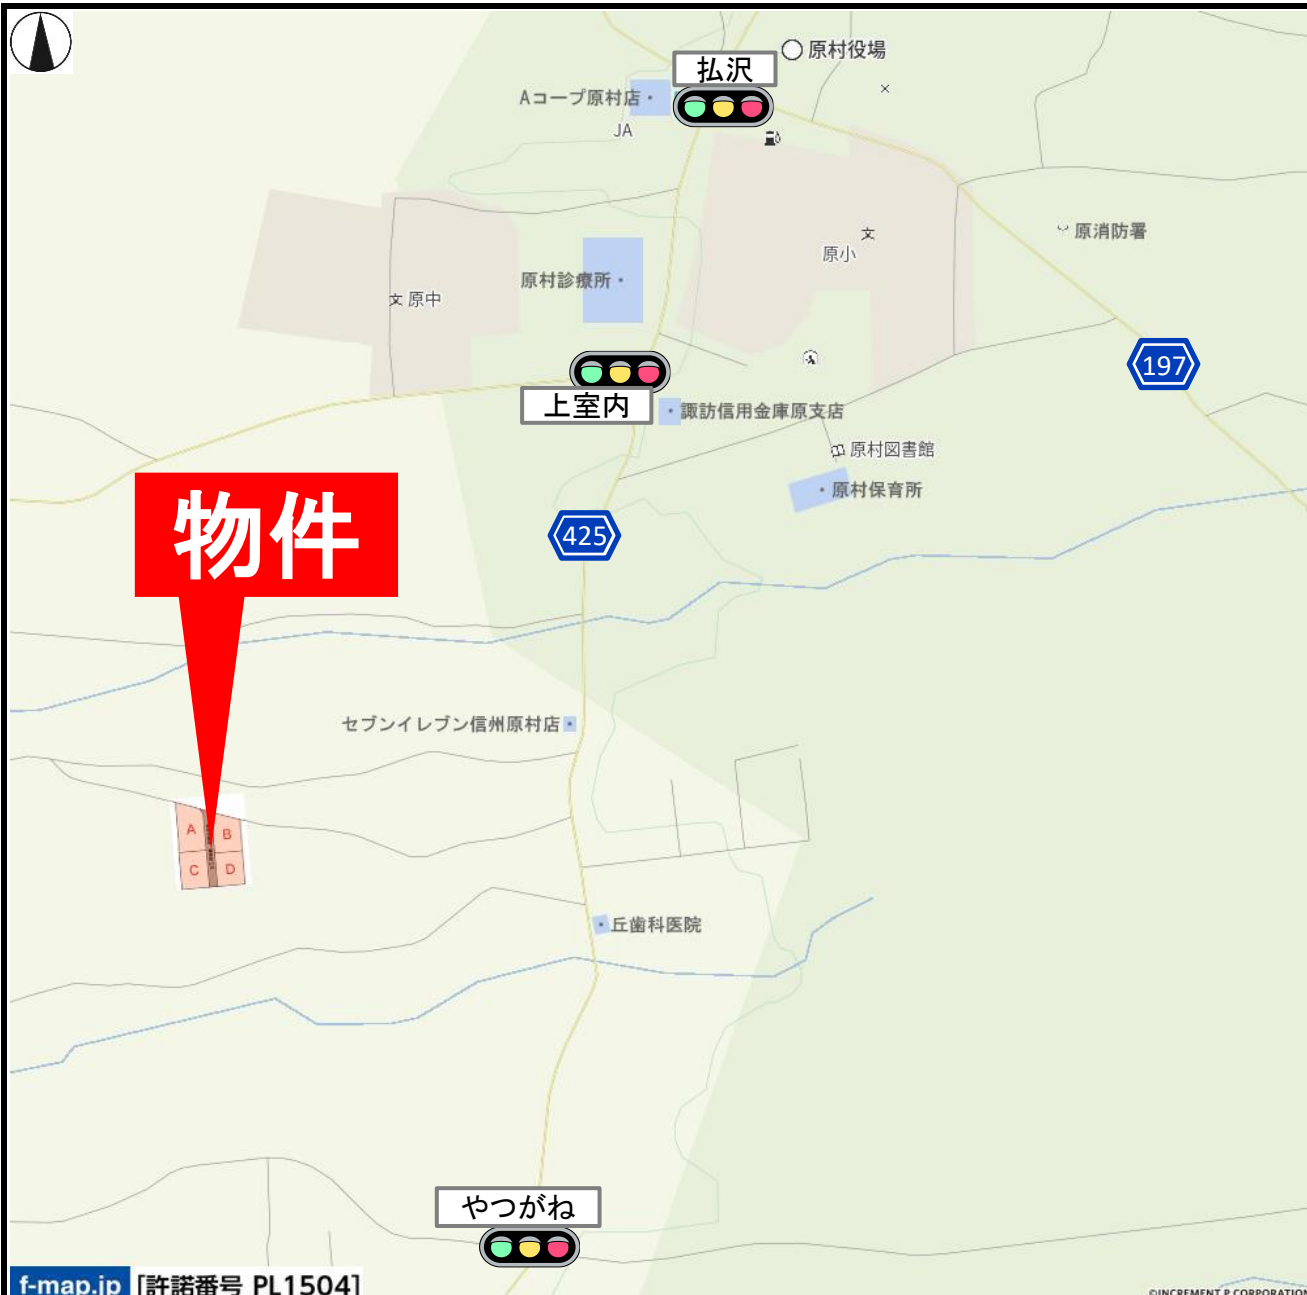 原村役場
払沢
Aコープ原村店
JA
文
原小
原消防署
原村診療所
文 原中
197
上室内
諏訪信用金庫原支店
原村図書館
原村保育所
物件
425
セブンイレブン信州原村店
A
B
C
D
丘歯科医院
やつがね
f-map.jp [許諾番号 PL1504]
©INCREMENT P CORPORATION